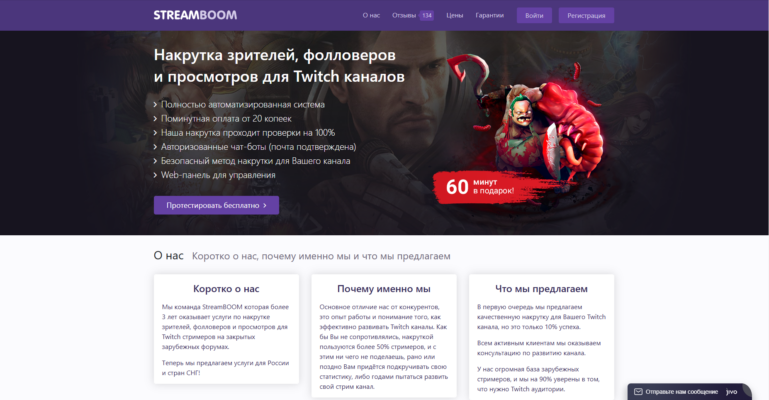 STREAMBOOM
О нас Отзывы 134 Цены Гарантии Войти Регистрация
Накрутка зрителей, фолловеров
и просмотров для Twitch каналов
Полностью автоматизированная система
Поминутная оплата от 20 копеек
Наша накрутка проходит проверки на 100%
Авторизованные чат-боты (почта подтверждена)
Безопасный метод накрутки для Вашего канала
Web-панель для управления
60 минут
в подарок!
Протестировать бесплатно
О нас Коротко о нас, почему именно мы и что мы предлагаем
Коротко о нас
Мы команда StreamBOOM которая более
3 лет оказывает услуги по накрутке
зрителей, фолловеров и просмотров для
Twitch стримеров на закрытых
зарубежных форумах.
Теперь мы предлагаем услуги для России
и стран СНГ!
Почему именно мы
Основное отличие нас от конкурентов,
это опыт работы и понимание того, как
эффективно развивать Twitch каналы. Как
бы Вы не сопротивлялись, накруткой
пользуются более 50% стримеров, и с
этим ни чего не поделаешь, рано или
поздно Вам придётся подкручивать свою
статистику, либо годами пытаться развить
свой стрим канал.
Что мы предлагаем
В первую очередь мы предлагаем
качественную накрутку для Вашего Twitch
канала, но это только 10% успеха.
Всем активным клиентам мы оказываем
консультацию по развитию канала.
У нас огромная база зарубежных
стримеров, и мы на 90% уверены в том,
что нужно Twitch аудитории.
Отправьте нам сообщение jivo